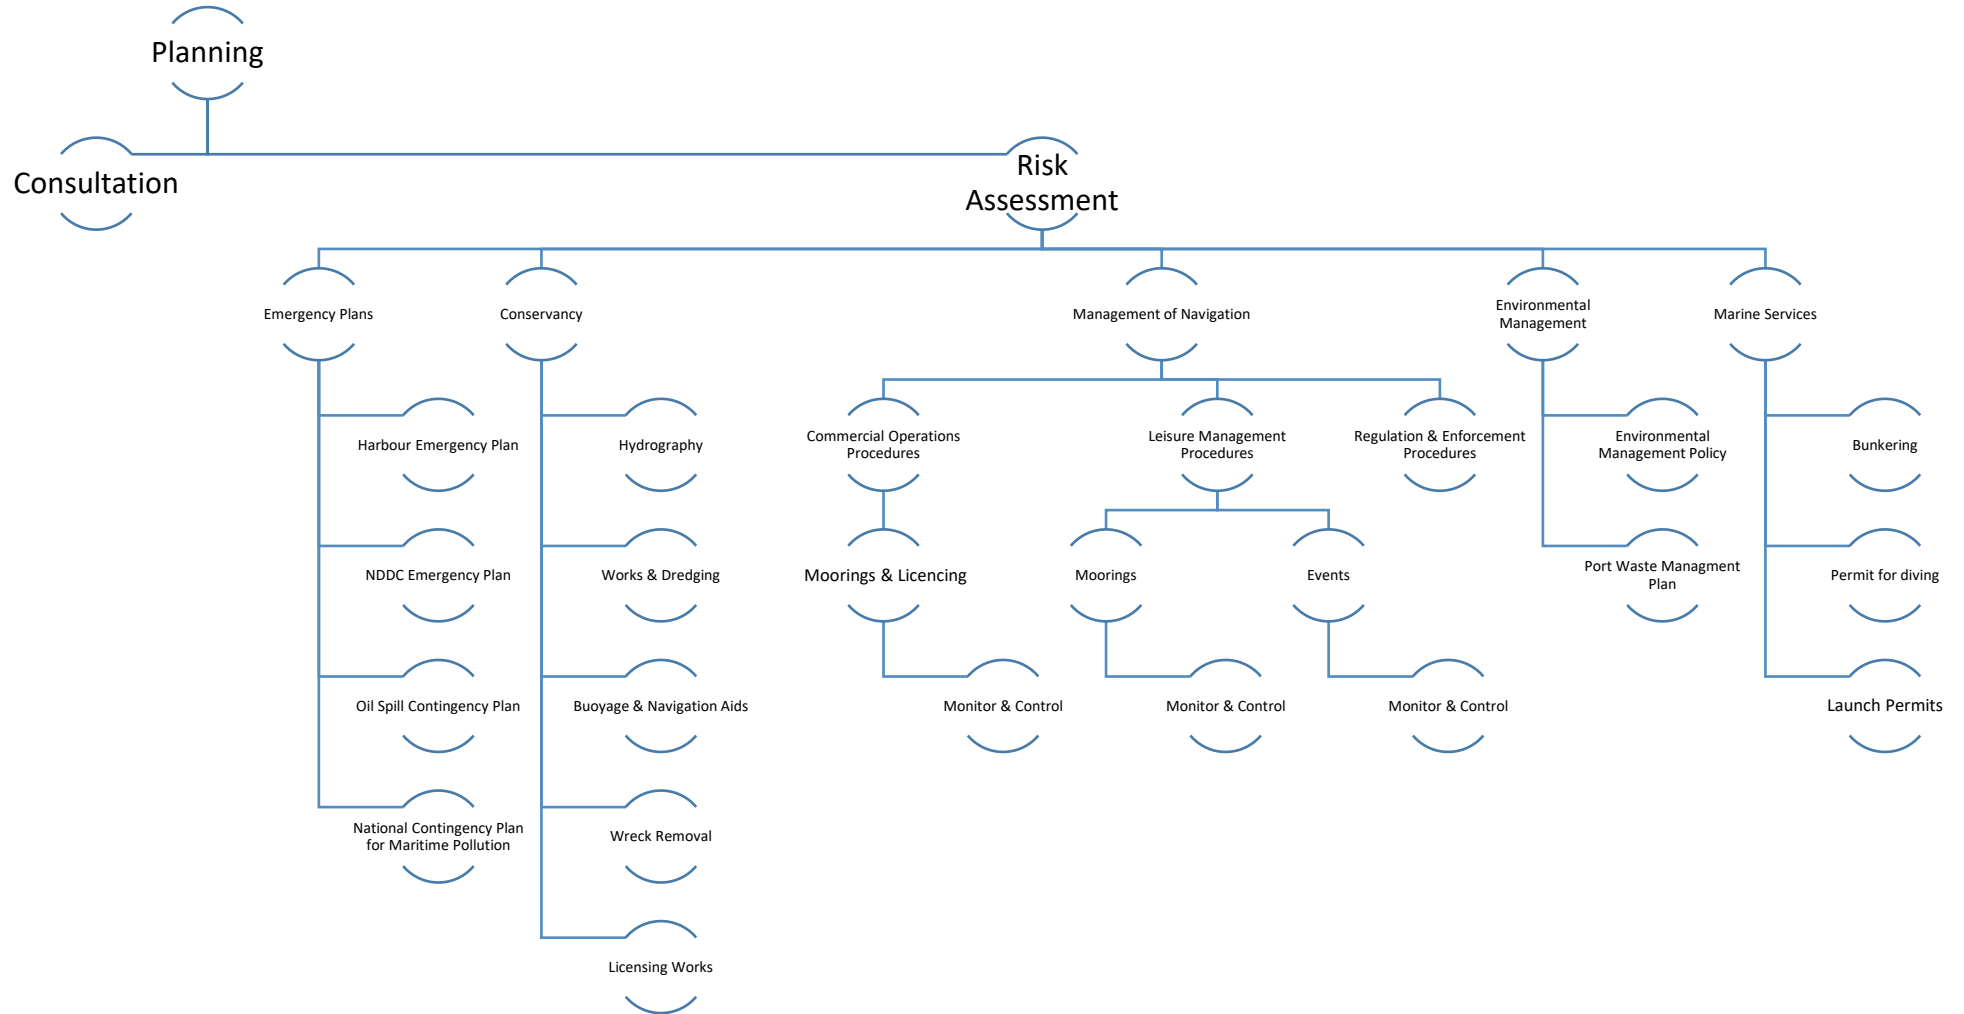 Planning
Consultation
Risk
Assessment
Emergency Plans
Conservancy
Management of Navigation
Environmental
Management
Marine Services
Harbour Emergency Plan
Hydrography
Commercial Operations
Procedures
Leisure Management
Procedures
Regulation & Enforcement
Procedures
Environmental
Management Policy
Bunkering
NDDC Emergency Plan
Works & Dredging
Moorings & Licencing
Moorings
Events
Port Waste Managment
Plan
Permit for diving
Oil Spill Contingency Plan
Buoyage & Navigation Aids
Monitor & Control
Monitor & Control
Monitor & Control
Launch Permits
National Contingency Plan
for Maritime Pollution
Wreck Removal
Licensing Works